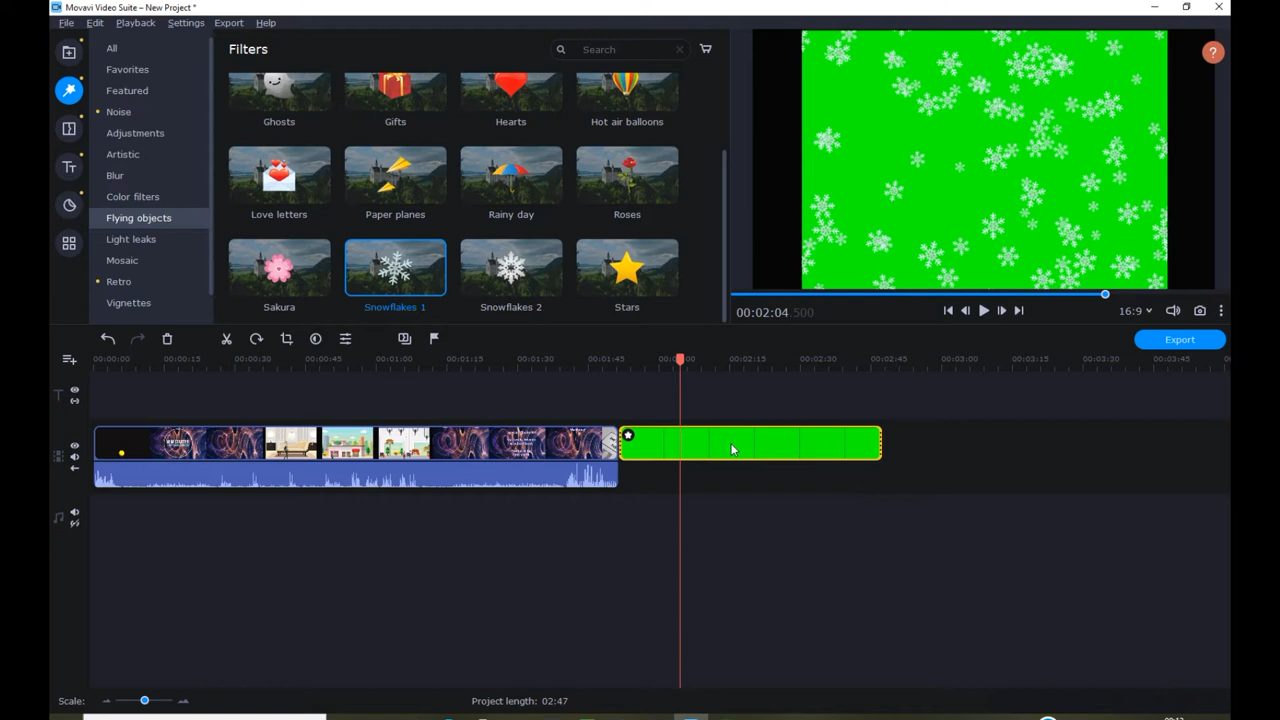 Movavi Video Suite – New Project *
File Edit Playback Settings Export Help
All
Favorites
Featured
Noise
Adjustments
Artistic
Blur
Color filters
Flying objects
Light leaks
Mosaic
Retro
Vignettes
Filters
Search
Ghosts Gifts Hearts Hot air balloons
Love letters Paper planes Rainy day Roses
Sakura Snowflakes 1 Snowflakes 2 Stars
?
00:02:04.500
16:9
Export
00:00:00 00:00:15 00:00:30 00:00:45 00:01:00 00:01:15 00:01:30 00:01:45 00:02:15 00:02:30 00:02:45 00:03:00 00:03:15 00:03:30 00:03:45
Scale:
Project length: 02:47